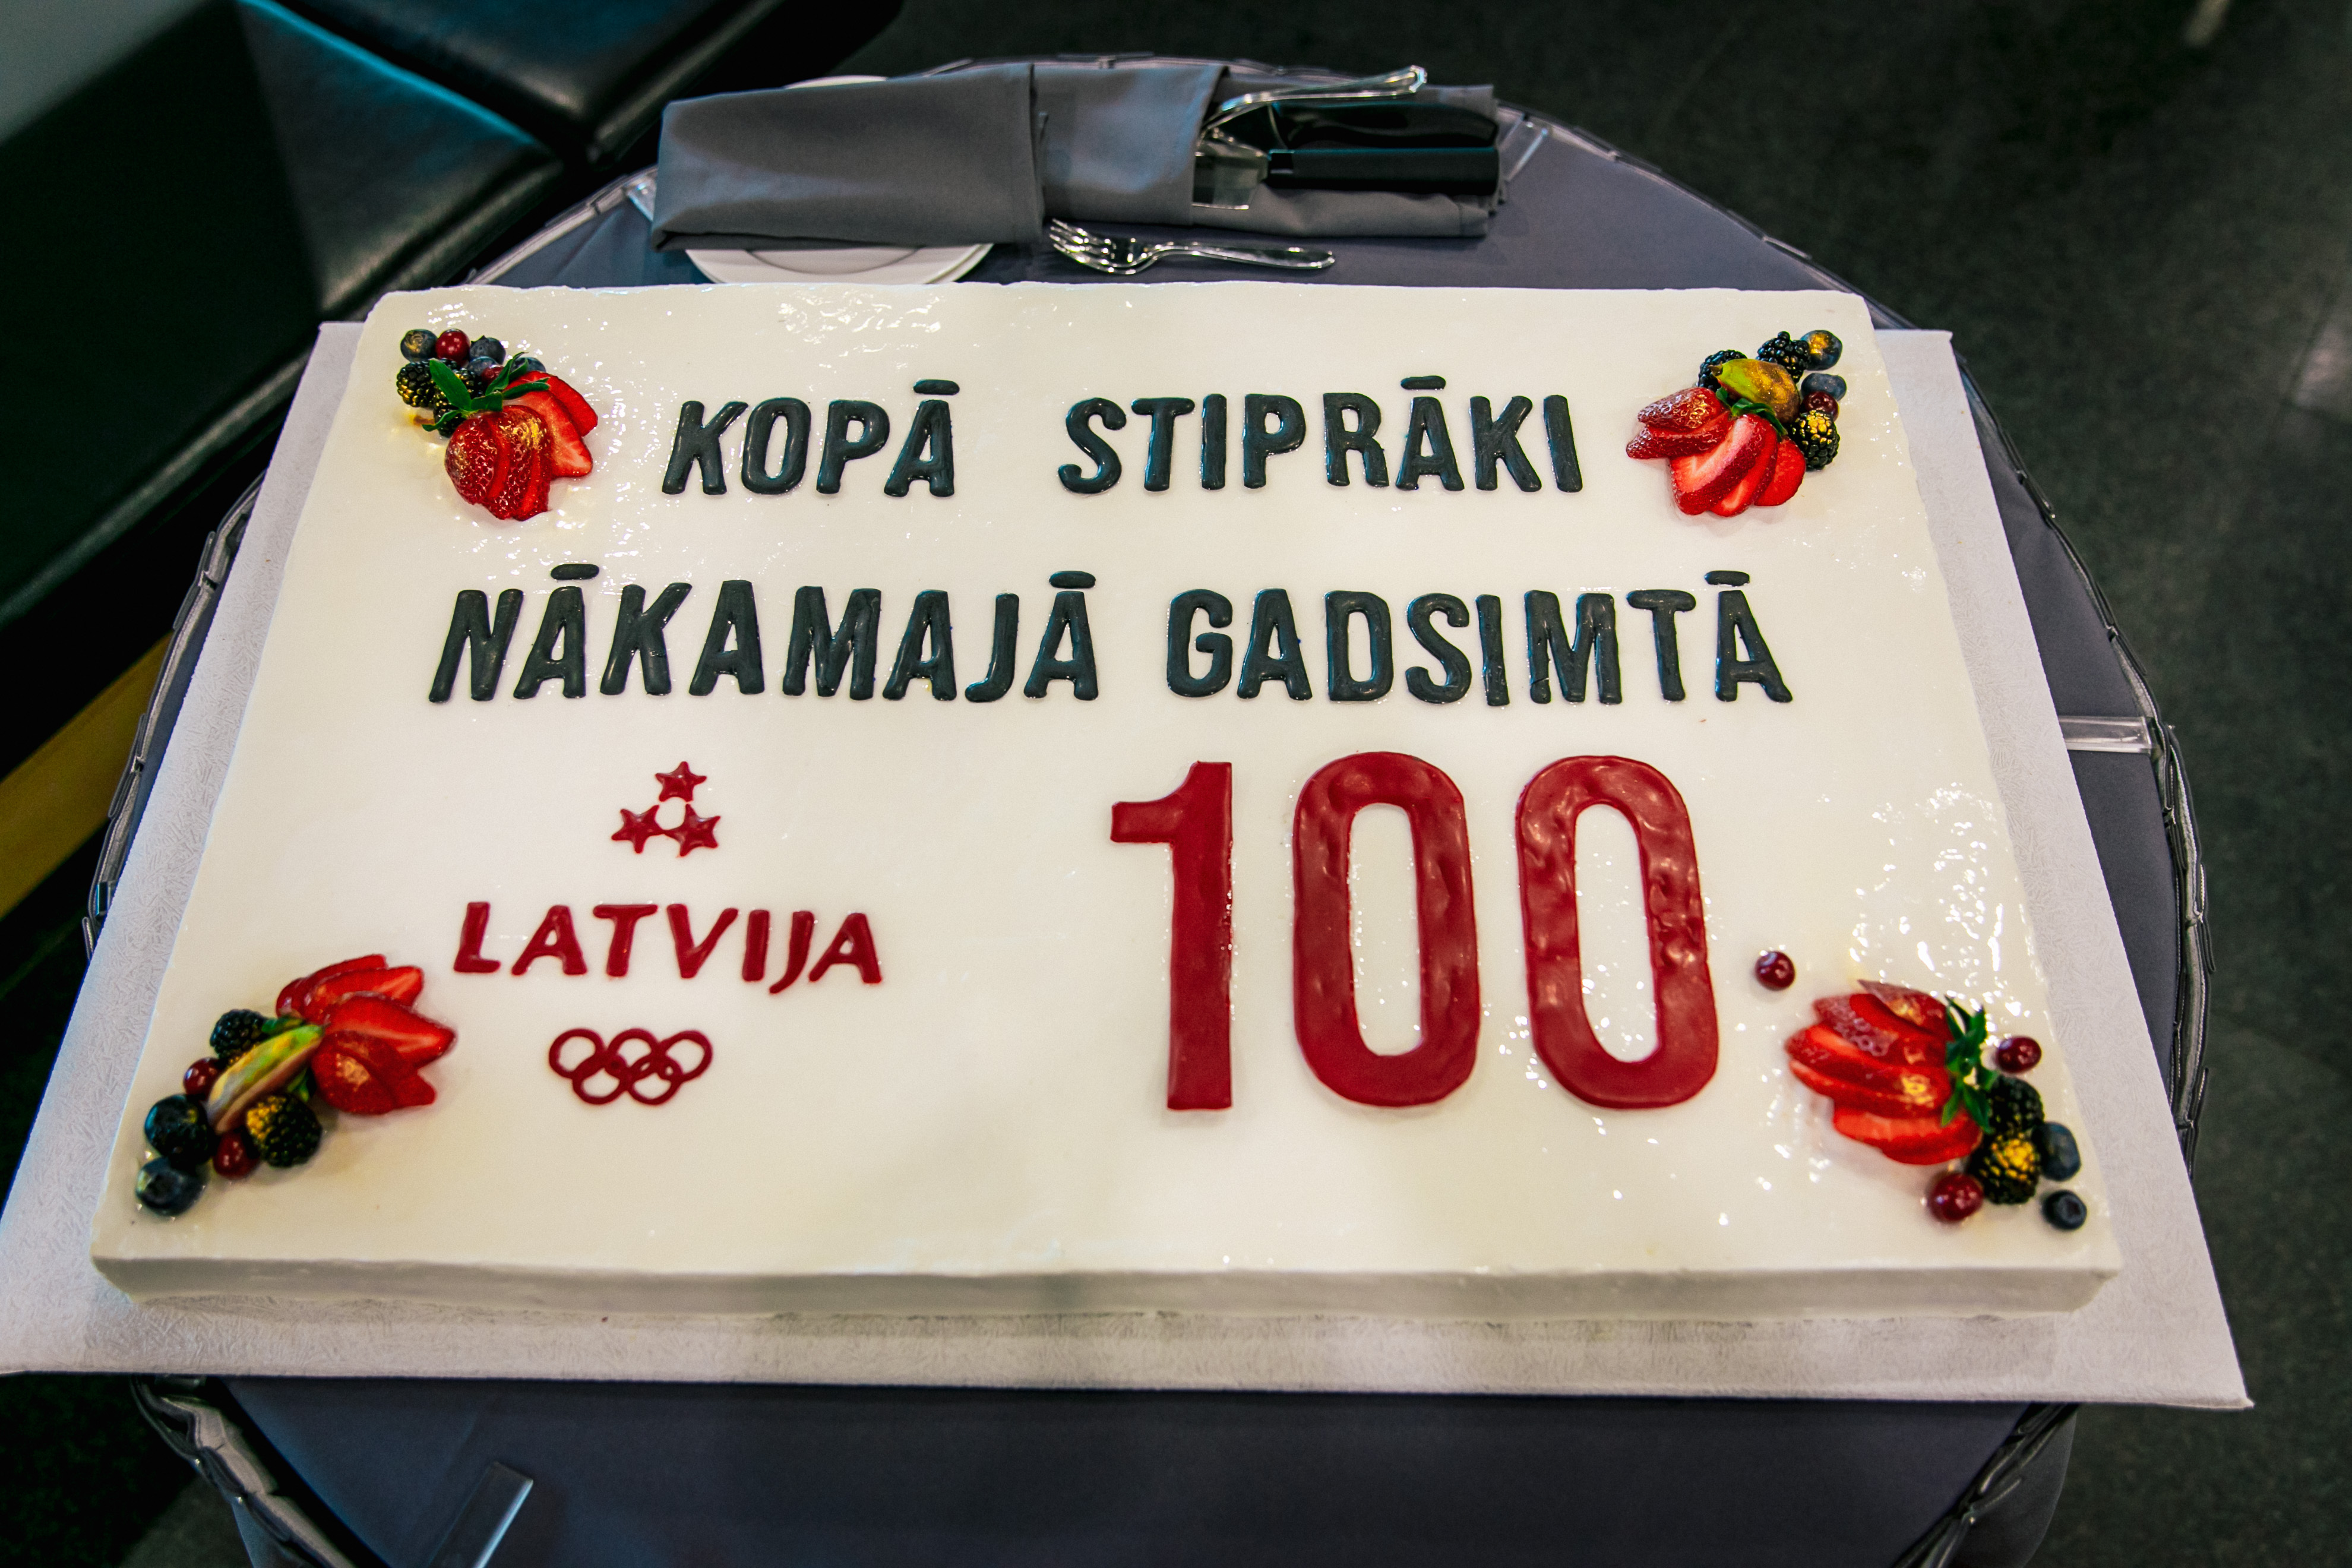 KOPĀ STIPRĀKI
NĀKAMAJĀ GADSIMTĀ
LATVIJA
100